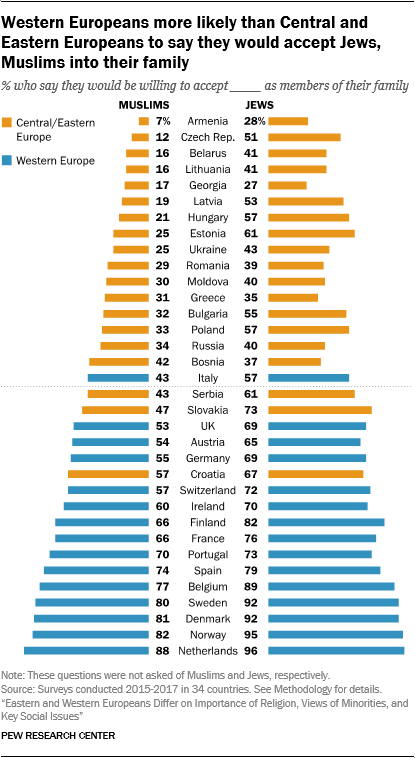 Western Europeans more likely than Central and
Eastern Europeans to say they would accept Jews,
Muslims into their family
% who say they would be willing to accept _____ as members of their family
MUSLIMS JEWS
Central/Eastern
Europe
Western Europe
7% Armenia 28%
12 Czech Rep. 51
16 Belarus 41
16 Lithuania 41
17 Georgia 27
19 Latvia 53
21 Hungary 57
25 Estonia 61
25 Ukraine 43
29 Romania 39
30 Moldova 40
31 Greece 35
32 Bulgaria 55
33 Poland 57
34 Russia 40
42 Bosnia 37
43 Italy 57
43 Serbia 61
47 Slovakia 73
53 UK 69
54 Austria 65
55 Germany 69
57 Croatia 67
57 Switzerland 72
60 Ireland 70
66 Finland 82
66 France 76
70 Portugal 73
74 Spain 79
77 Belgium 89
80 Sweden 92
81 Denmark 92
82 Norway 95
88 Netherlands 96
Note: These questions were not asked of Muslims and Jews, respectively.
Source: Surveys conducted 2015-2017 in 34 countries. See Methodology for details.
“Eastern and Western Europeans Differ on Importance of Religion, Views of Minorities, and
Key Social Issues”
PEW RESEARCH CENTER